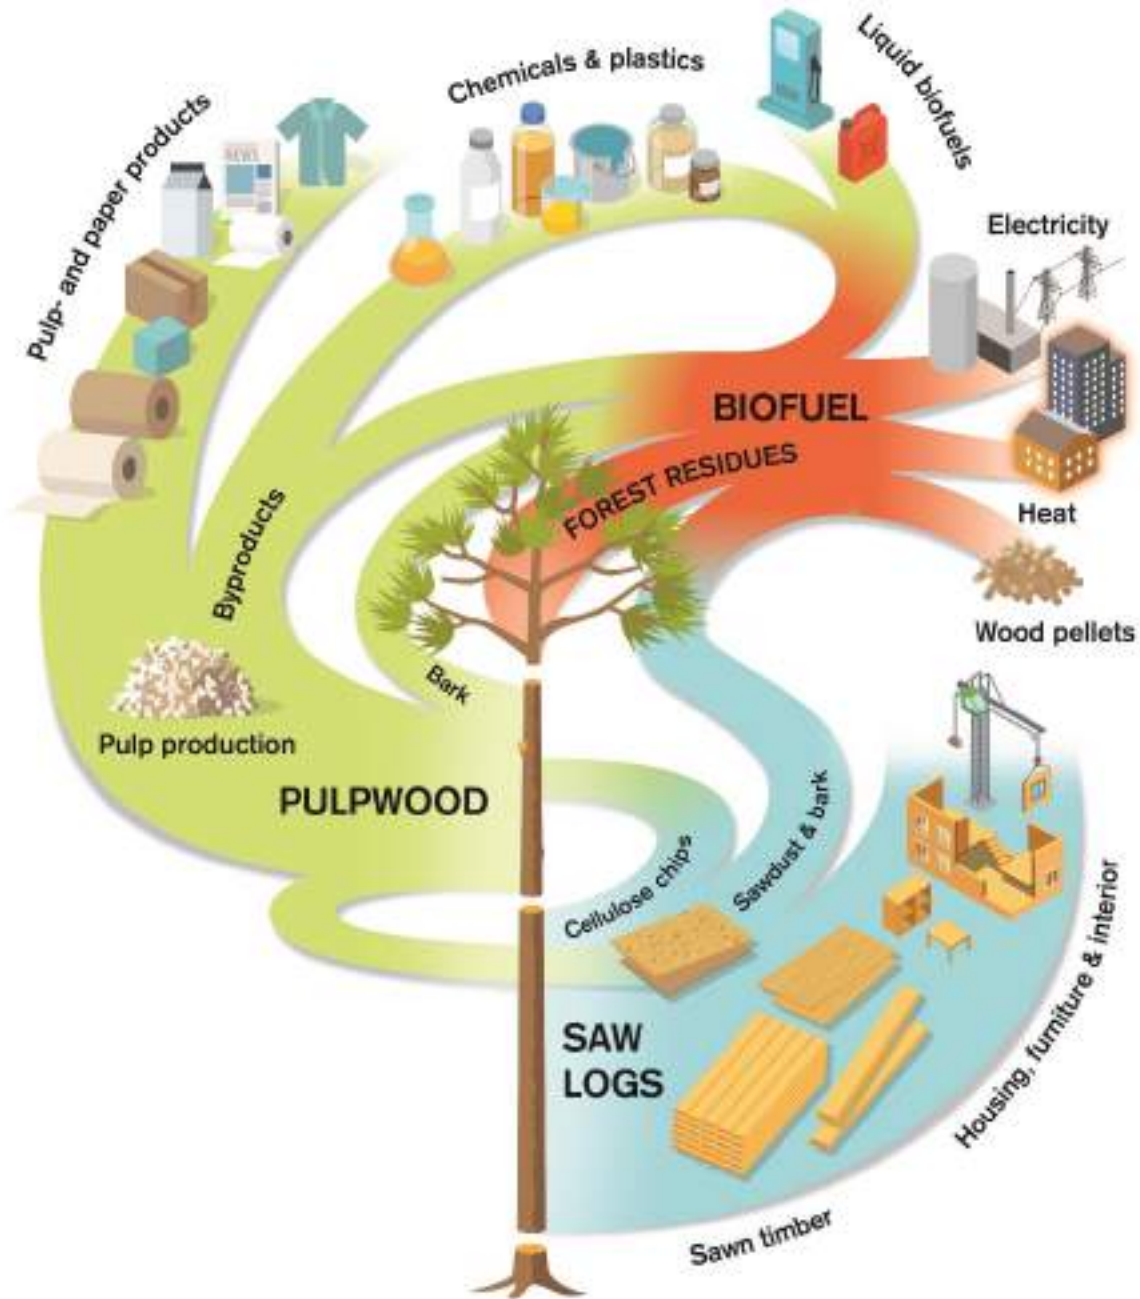 Chemicals & plastics
Liquid biofuels
Pulp- and paper products
NEWS
Electricity
BIOFUEL
FOREST RESIDUES
Heat
Byproducts
Wood pellets
Bark
Pulp production
PULPWOOD
Sawdust & bark
Cellulose chips
SAW
LOGS
Housing, furniture & interior
Sawn timber